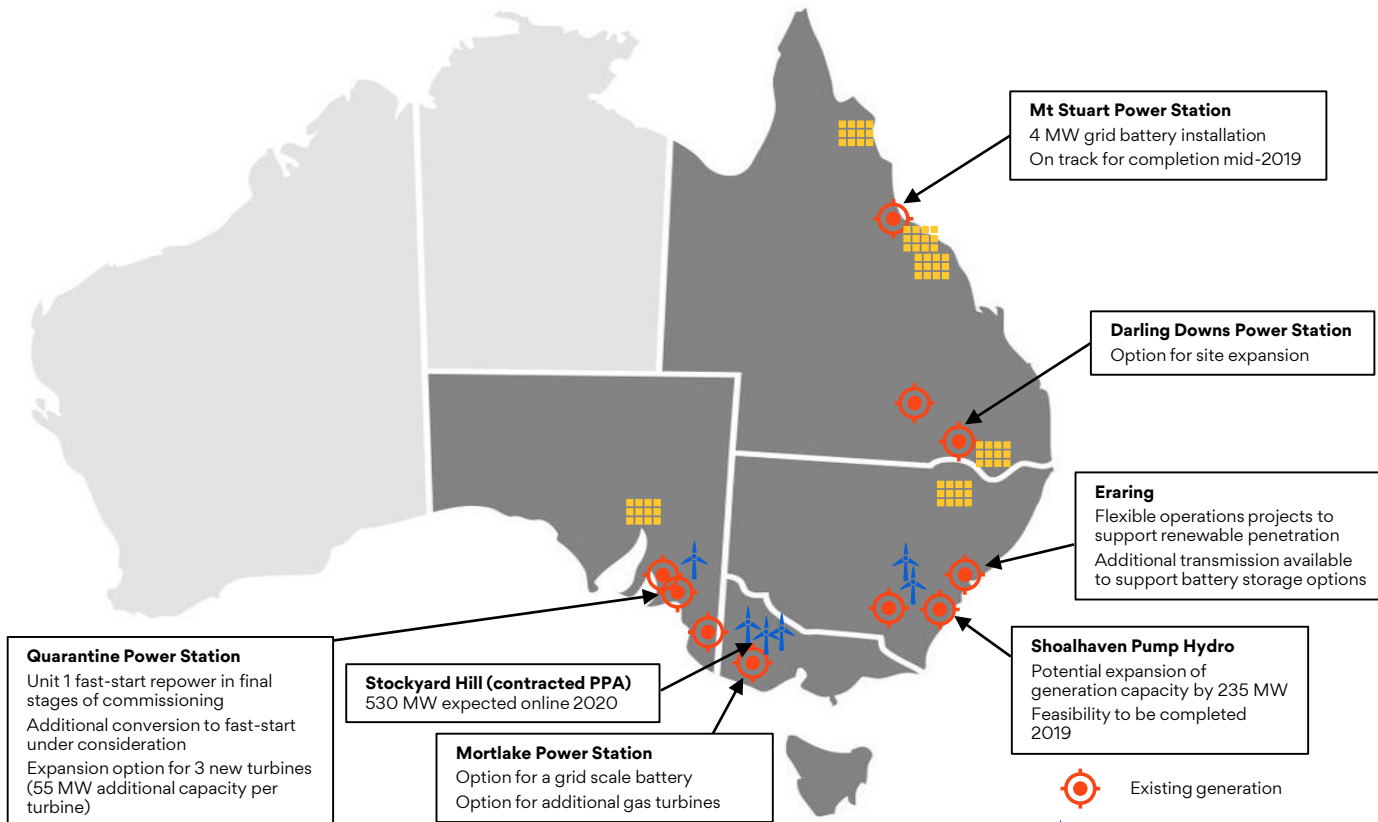 Mt Stuart Power Station
4 MW grid battery installation
On track for completion mid-2019
Darling Downs Power Station
Option for site expansion
Eraring
Flexible operations projects to
support renewable penetration
Additional transmission available
to support battery storage options
Quarantine Power Station
Unit 1 fast-start repower in final
stages of commissioning
Additional conversion to fast-start
under consideration
Expansion option for 3 new turbines
(55 MW additional capacity per
turbine)
Stockyard Hill (contracted PPA)
530 MW expected online 2020
Mortlake Power Station
Option for a grid scale battery
Option for additional gas turbines
Shoalhaven Pump Hydro
Potential expansion of
generation capacity by 235 MW
Feasibility to be completed
2019
Existing generation